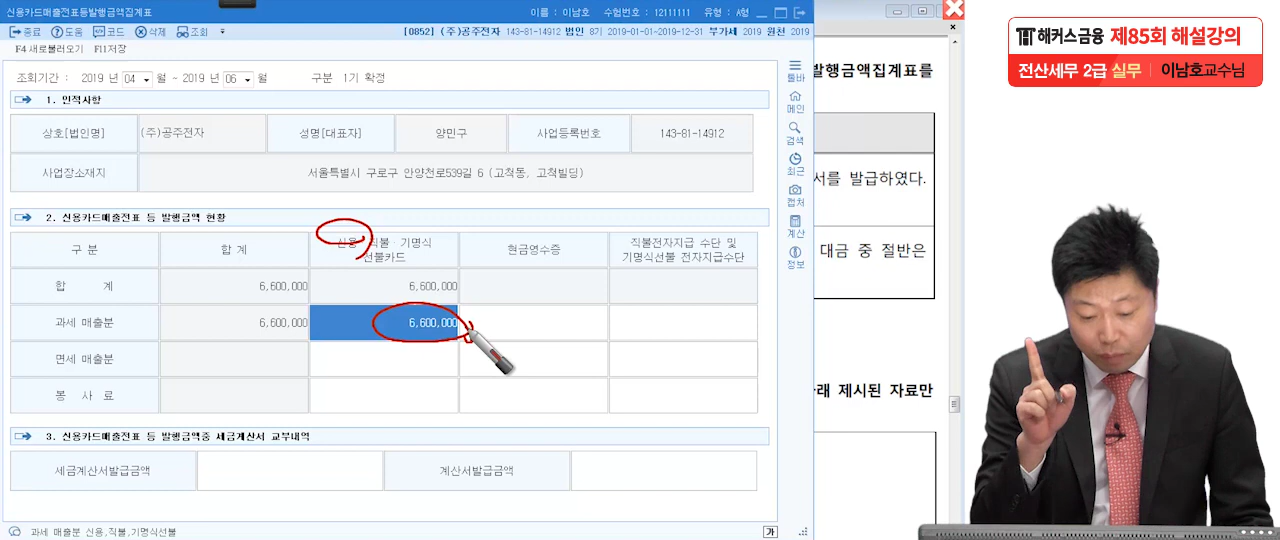 신용카드매출전표등발행금액집계표
이름 : 이남호 수험번호 : 12111111 유형 : A형
종료 도움 코드 삭제 조회
[0852] (주)공주전자 143-81-14912 법인 8기 2019-01-01~2019-12-31 부가세 2019 원천 2019
F4 새로불러오기 F11저장
조회기간 : 2019 년 04 월 ~ 2019 년 06 월 구분 1기 확정
1. 인적사항
상호[법인명] (주)공주전자 성명[대표자] 양민구 사업등록번호 143-81-14912
사업장소재지 서울특별시 구로구 안양천로539길 6 (고척동, 고척빌딩)
2. 신용카드매출전표 등 발행금액 현황
구 분 합 계 신용·직불·기명식 선불카드 현금영수증 직불전자지급 수단 및 기명식선불 전자지급수단
합 계 6,600,000 6,600,000
과세 매출분 6,600,000 6,600,000
면세 매출분
봉 사 료
3. 신용카드매출전표 등 발행금액중 세금계산서 교부내역
세금계산서발급금액 계산서발급금액
과세 매출분 신용,직불,기명식선불
가
툴바
메인
검색
최근
캡처
계산
정보
발행금액집계표를
서를 발급하였다.
대금 중 절반은
아래 제시된 자료만
해커스금융 제85회 해설강의
전산세무 2급 실무 이남호교수님